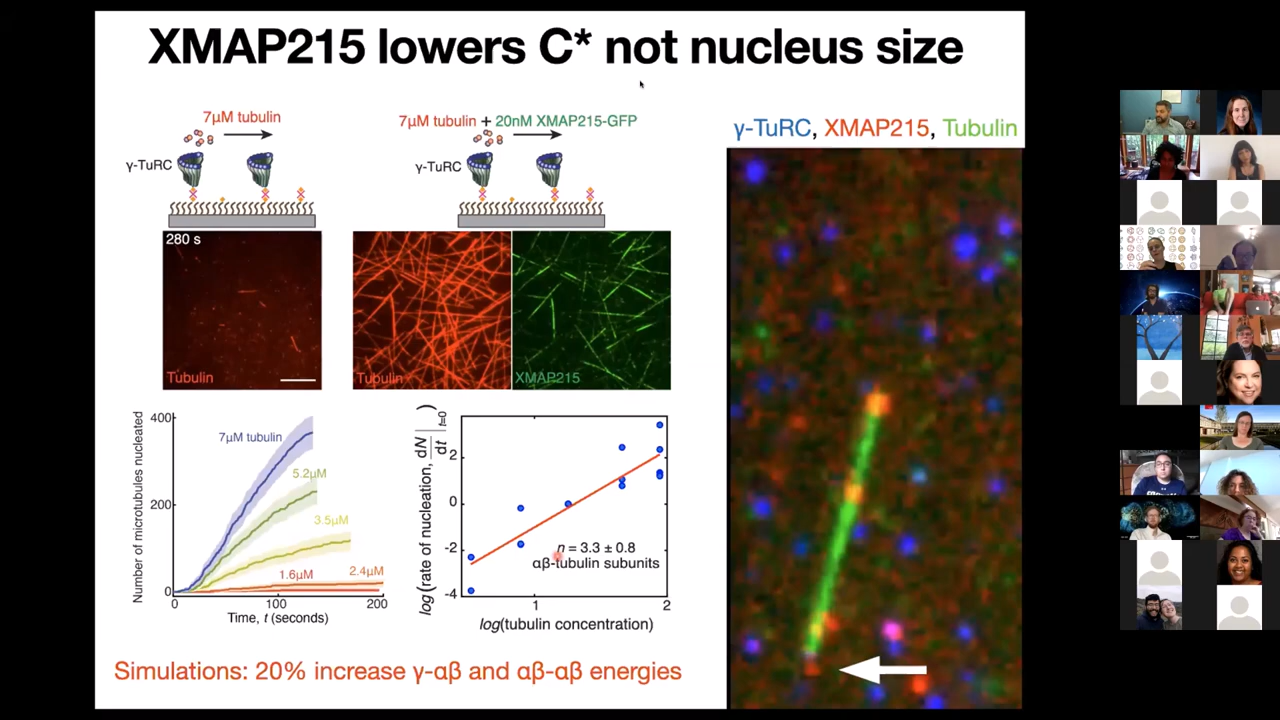 XMAP215 lowers C* not nucleus size
7µM tubulin
γ-TuRC
7µM tubulin + 20nM XMAP215-GFP
γ-TuRC
γ-TuRC, XMAP215, Tubulin
280 s
Tubulin
Tubulin
XMAP215
Number of microtubules nucleated
400
200
0
7µM tubulin
5.2µM
3.5µM
1.6µM
2.4µM
0
100
200
Time, t (seconds)
log(rate of nucleation, dN/dt|t=0)
2
0
-2
-4
n = 3.3 ± 0.8
αβ-tubulin subunits
1
2
log(tubulin concentration)
Simulations: 20% increase γ-αβ and αβ-αβ energies